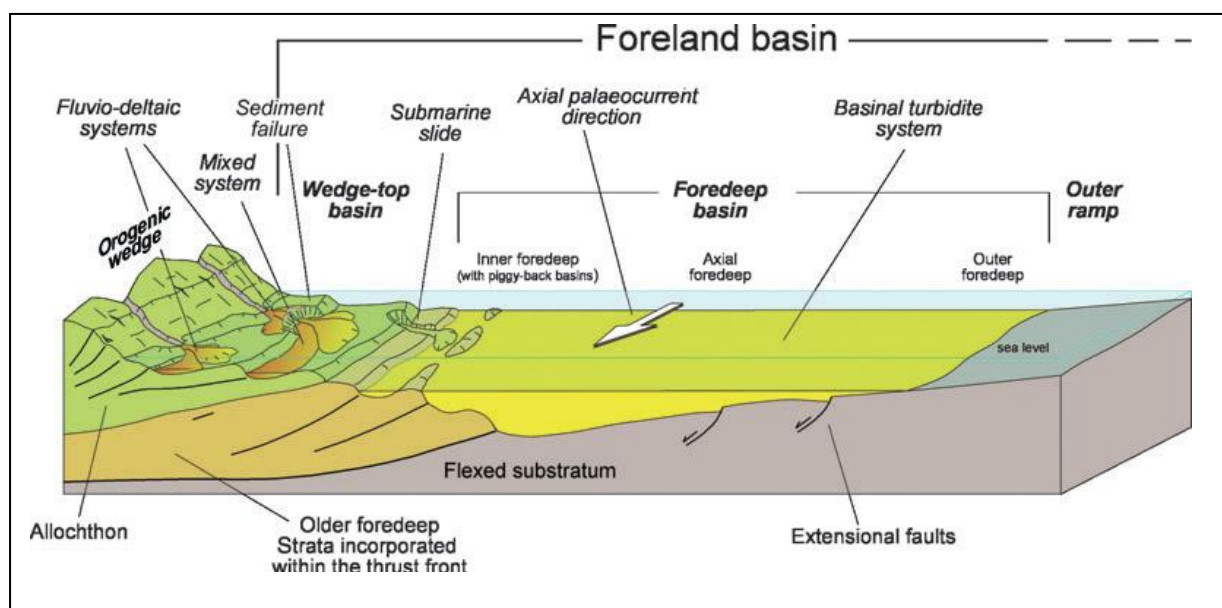 Foreland basin
Fluvio-deltaic
systems
Sediment
failure
Mixed
system
Submarine
slide
Axial palaeocurrent
direction
Basinal turbidite
system
Orogenic
wedge
Wedge-top
basin
Foredeep
basin
Outer
ramp
Inner foredeep
(with piggy-back basins)
Axial
foredeep
Outer
foredeep
sea level
Flexed substratum
Allochthon
Older foredeep
Strata incorporated
within the thrust front
Extensional faults